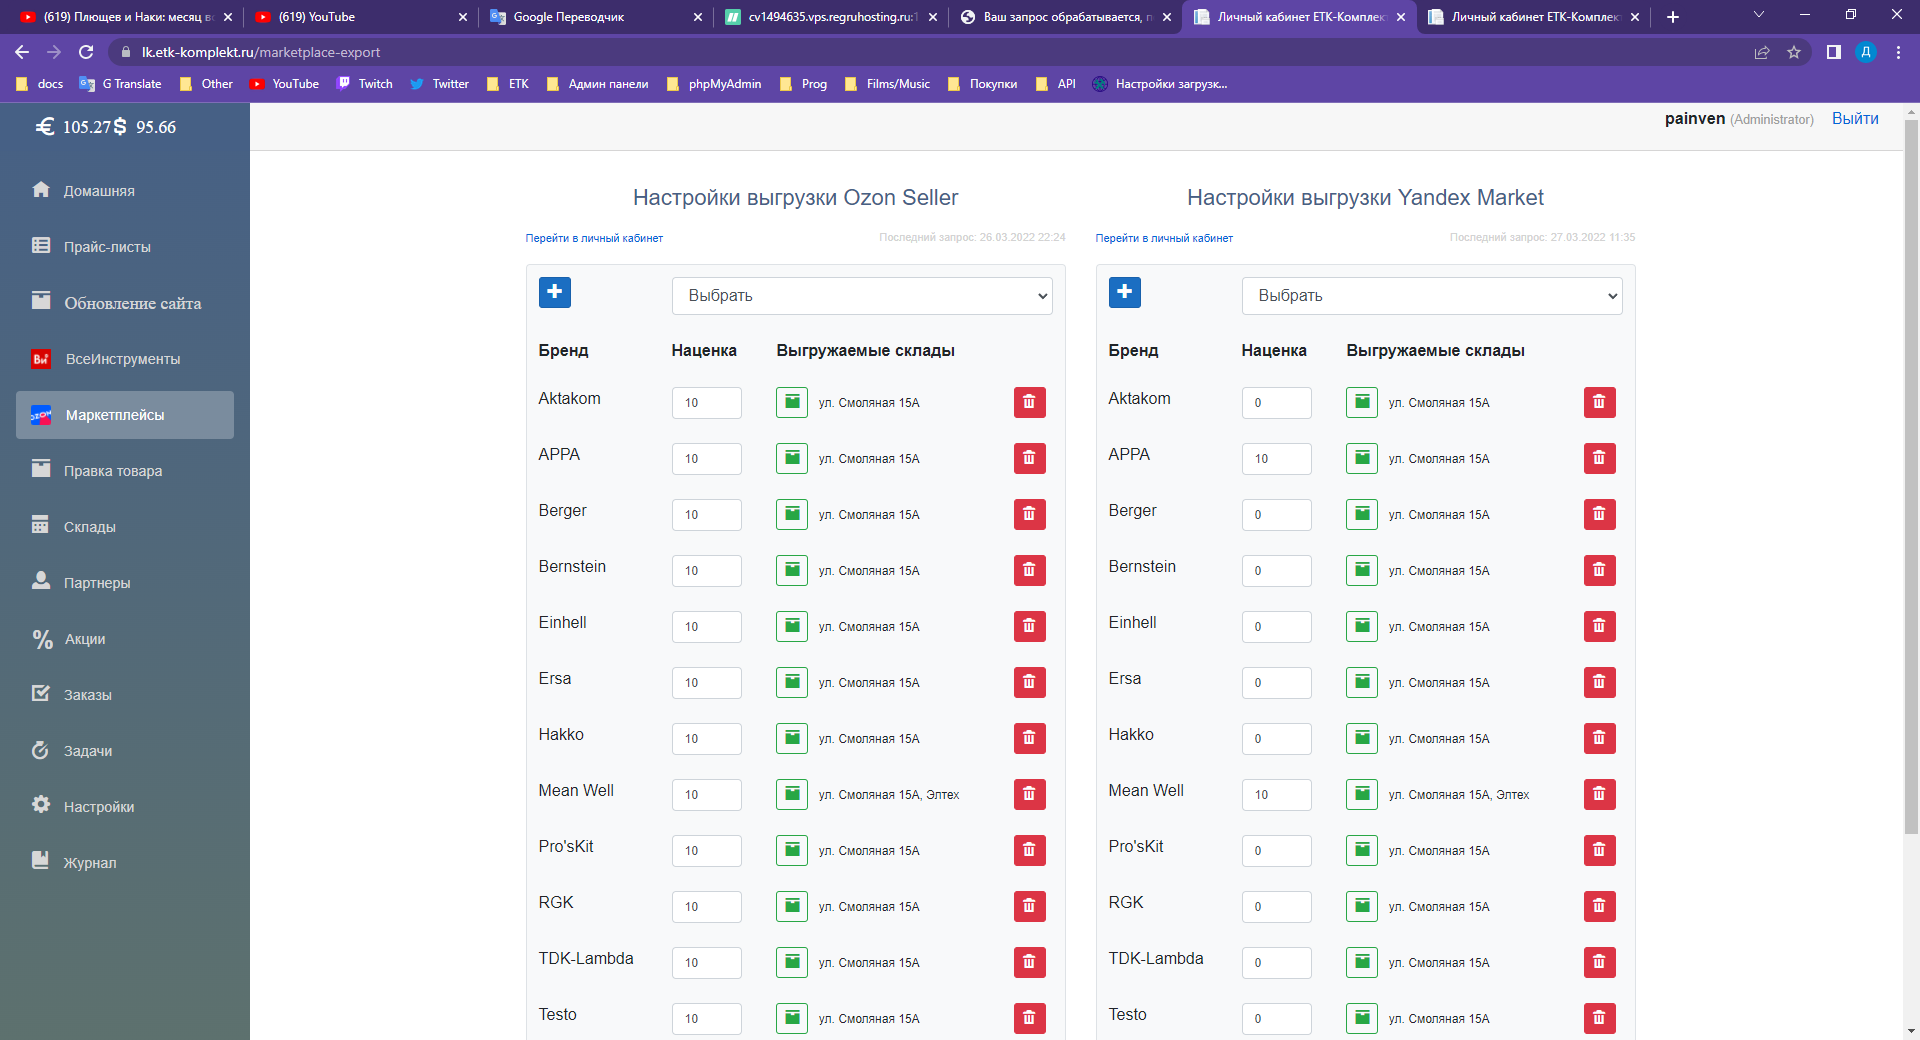 (619) Плющев и Наки: месяц во
(619) YouTube
Google Переводчик
cv1494635.vps.regruhosting.ru:1
Ваш запрос обрабатывается, п
Личный кабинет ЕТК-Комплект
Личный кабинет ЕТК-Комплект
lk.etk-komplekt.ru/marketplace-export
Д
docs
G Translate
Other
YouTube
Twitch
Twitter
ETK
Админ панели
phpMyAdmin
Prog
Films/Music
Покупки
API
Настройки загрузк...
€ 105.27 $ 95.66
painven (Administrator) Выйти
Домашняя
Прайс-листы
Обновление сайта
Ви
ВсеИнструменты
OZON
Маркетплейсы
Правка товара
Склады
Партнеры
% Акции
Заказы
Задачи
Настройки
Журнал
Настройки выгрузки Ozon Seller
Перейти в личный кабинет
Последний запрос: 26.03.2022 22:24
Выбрать
Бренд Наценка Выгружаемые склады
Aktakom 10 ул. Смоляная 15А
APPA 10 ул. Смоляная 15А
Berger 10 ул. Смоляная 15А
Bernstein 10 ул. Смоляная 15А
Einhell 10 ул. Смоляная 15А
Ersa 10 ул. Смоляная 15А
Hakko 10 ул. Смоляная 15А
Mean Well 10 ул. Смоляная 15А, Элтех
Pro'sKit 10 ул. Смоляная 15А
RGK 10 ул. Смоляная 15А
TDK-Lambda 10 ул. Смоляная 15А
Testo 10 ул. Смоляная 15А
Настройки выгрузки Yandex Market
Перейти в личный кабинет
Последний запрос: 27.03.2022 11:35
Выбрать
Бренд Наценка Выгружаемые склады
Aktakom 0 ул. Смоляная 15А
APPA 10 ул. Смоляная 15А
Berger 0 ул. Смоляная 15А
Bernstein 0 ул. Смоляная 15А
Einhell 0 ул. Смоляная 15А
Ersa 0 ул. Смоляная 15А
Hakko 0 ул. Смоляная 15А
Mean Well 10 ул. Смоляная 15А, Элтех
Pro'sKit 0 ул. Смоляная 15А
RGK 0 ул. Смоляная 15А
TDK-Lambda 0 ул. Смоляная 15А
Testo 0 ул. Смоляная 15А